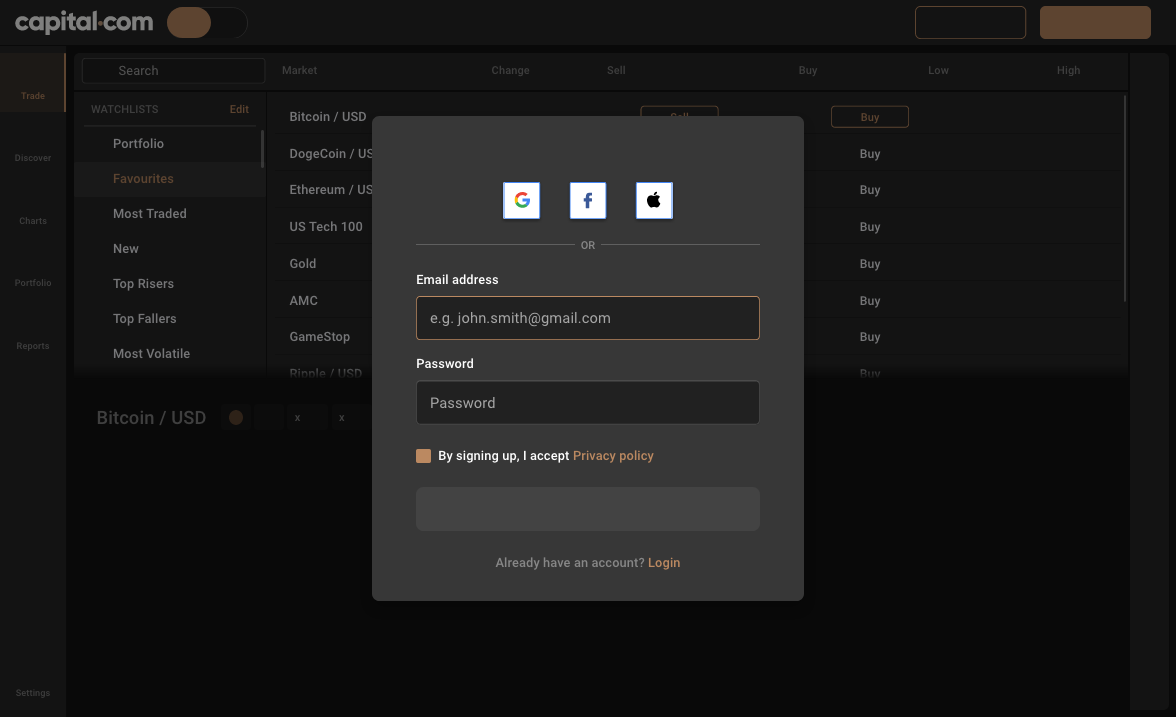 capital.com
Search
Market Change Sell Buy Low High
Trade
Discover
Charts
Portfolio
Reports
Settings
WATCHLISTS Edit
Portfolio
Favourites
Most Traded
New
Top Risers
Top Fallers
Most Volatile
Bitcoin / USD Sell Buy
DogeCoin / US Buy
Ethereum / US Buy
US Tech 100 Buy
Gold Buy
AMC Buy
GameStop Buy
Ripple / USD Buy
Bitcoin / USD x x
OR
Email address
e.g. john.smith@gmail.com
Password
Password
By signing up, I accept Privacy policy
Already have an account? Login